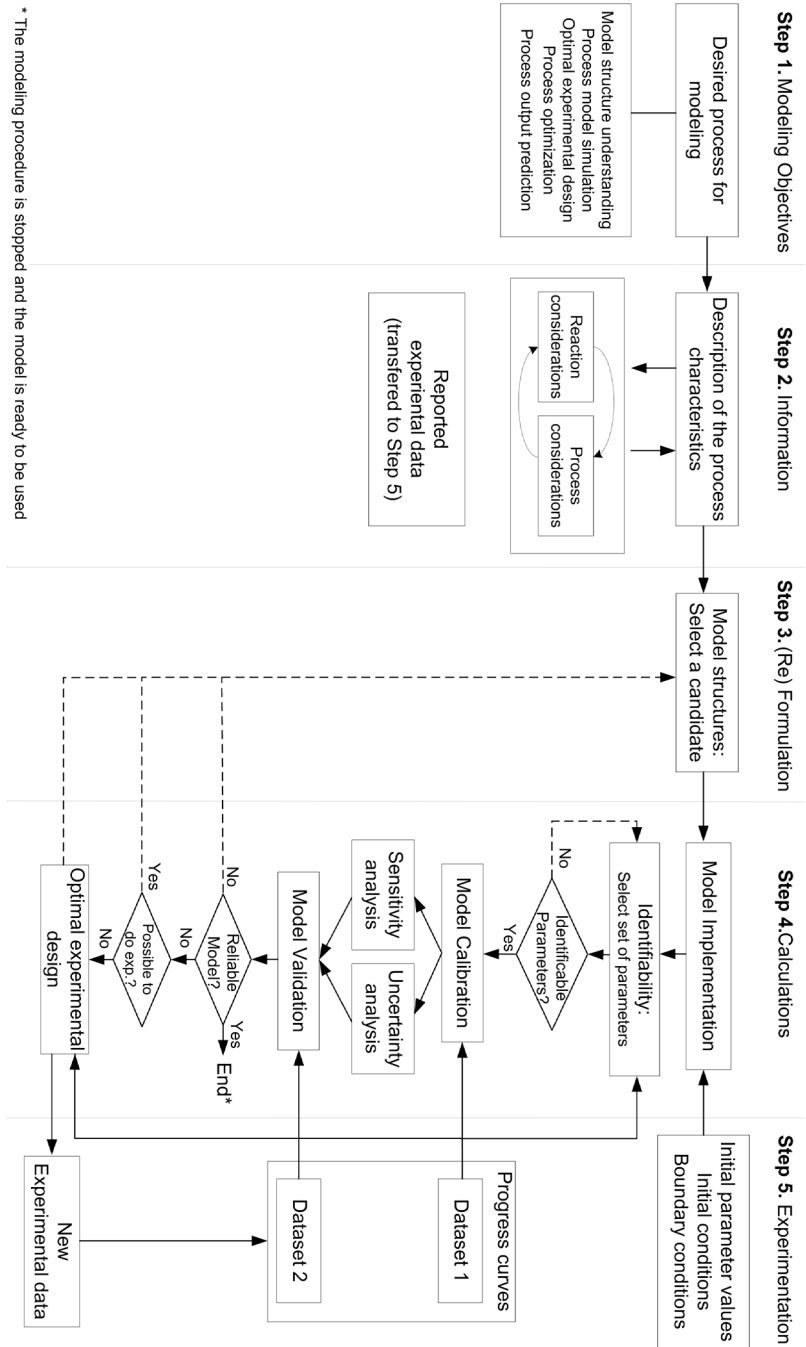 Step 1. Modeling Objectives
Desired process for
modeling
Model structure understanding
Process model simulation
Optimal experimental design
Process optimization
Process output prediction
Step 2. Information
Description of the process
characteristics
Reaction
considerations
Process
considerations
Reported
experiental data
(transfered to Step 5)
Step 3. (Re) Formulation
Model structures:
Select a candidate
Step 4.Calculations
Model Implementation
Identifiability:
Select set of parameters
Identificable
Parameters?
No
Yes
Model Calibration
Sensitivity
analysis
Uncertainty
analysis
Model Validation
Reliable
Model?
No
Yes
End*
No
Possible to
do exp.?
Yes
No
Optimal experimental
design
Step 5. Experimentation
Initial parameter values
Initial conditions
Boundary conditions
Progress curves
Dataset 1
Dataset 2
New
Experimental data
* The modeling procedure is stopped and the model is ready to be used